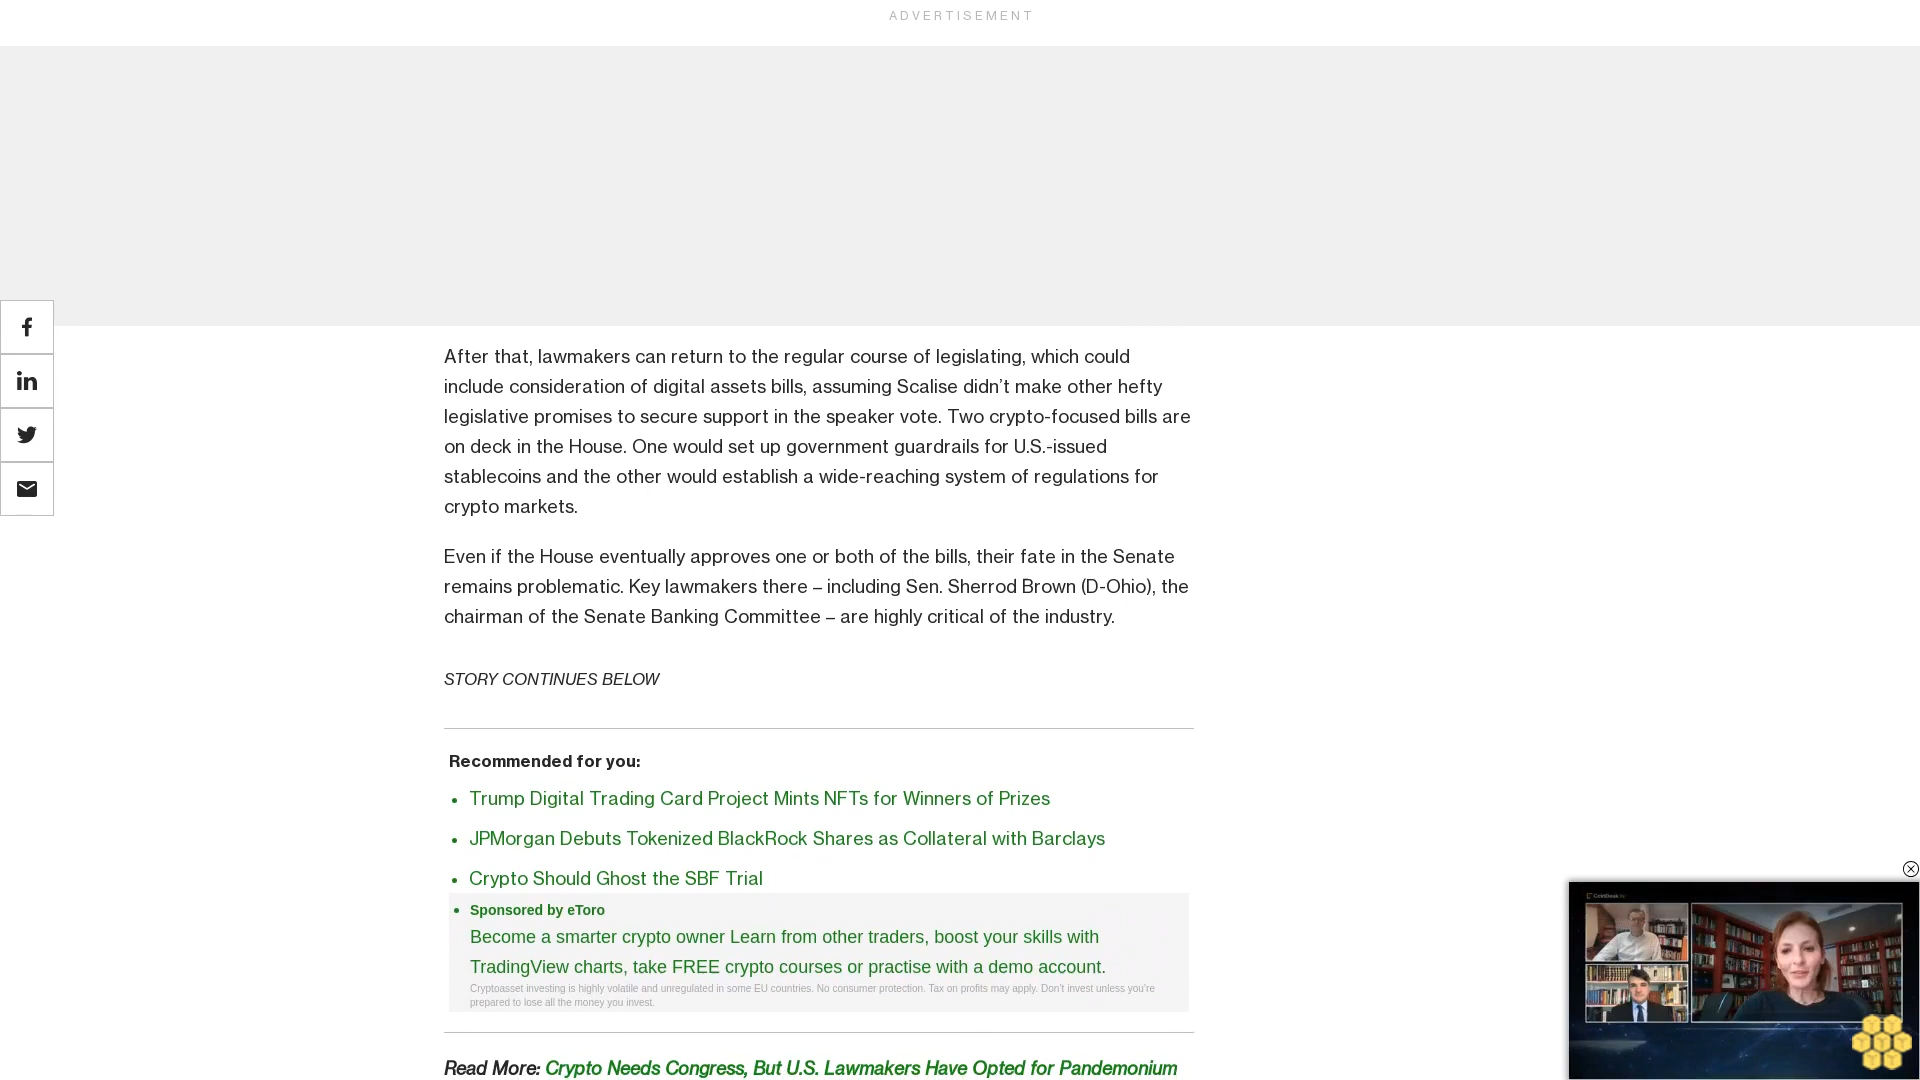 ADVERTISEMENT
After that, lawmakers can return to the regular course of legislating, which could
include consideration of digital assets bills, assuming Scalise didn’t make other hefty
legislative promises to secure support in the speaker vote. Two crypto-focused bills are
on deck in the House. One would set up government guardrails for U.S.-issued
stablecoins and the other would establish a wide-reaching system of regulations for
crypto markets.
Even if the House eventually approves one or both of the bills, their fate in the Senate
remains problematic. Key lawmakers there – including Sen. Sherrod Brown (D-Ohio), the
chairman of the Senate Banking Committee – are highly critical of the industry.
STORY CONTINUES BELOW
Recommended for you:
• Trump Digital Trading Card Project Mints NFTs for Winners of Prizes
• JPMorgan Debuts Tokenized BlackRock Shares as Collateral with Barclays
• Crypto Should Ghost the SBF Trial
• Sponsored by eToro
Become a smarter crypto owner Learn from other traders, boost your skills with
TradingView charts, take FREE crypto courses or practise with a demo account.
Cryptoasset investing is highly volatile and unregulated in some EU countries. No consumer protection. Tax on profits may apply. Don’t invest unless you’re
prepared to lose all the money you invest.
Read More: Crypto Needs Congress, But U.S. Lawmakers Have Opted for Pandemonium
CoinDesk